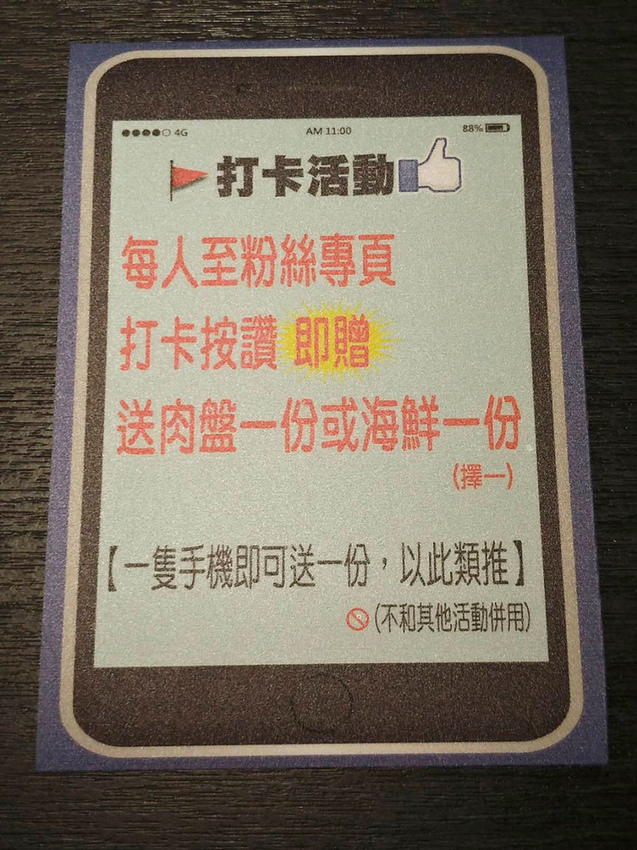 4G AM 11:00 88%
打卡活動
每人至粉絲專頁
打卡按讚 即贈
送肉盤一份或海鮮一份
(擇一)
【一隻手機即可送一份，以此類推】
(不和其他活動併用)